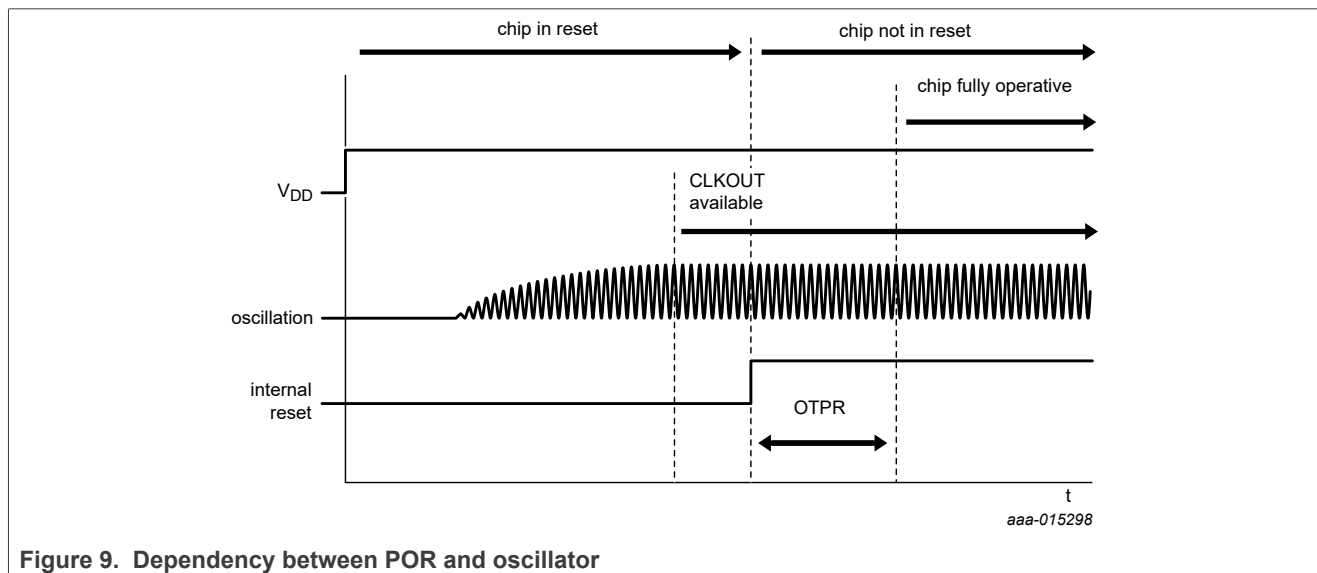 chip in reset
chip not in reset
chip fully operative
VDD
CLKOUT
available
oscillation
internal
reset
OTPR
t
aaa-015298
Figure 9. Dependency between POR and oscillator